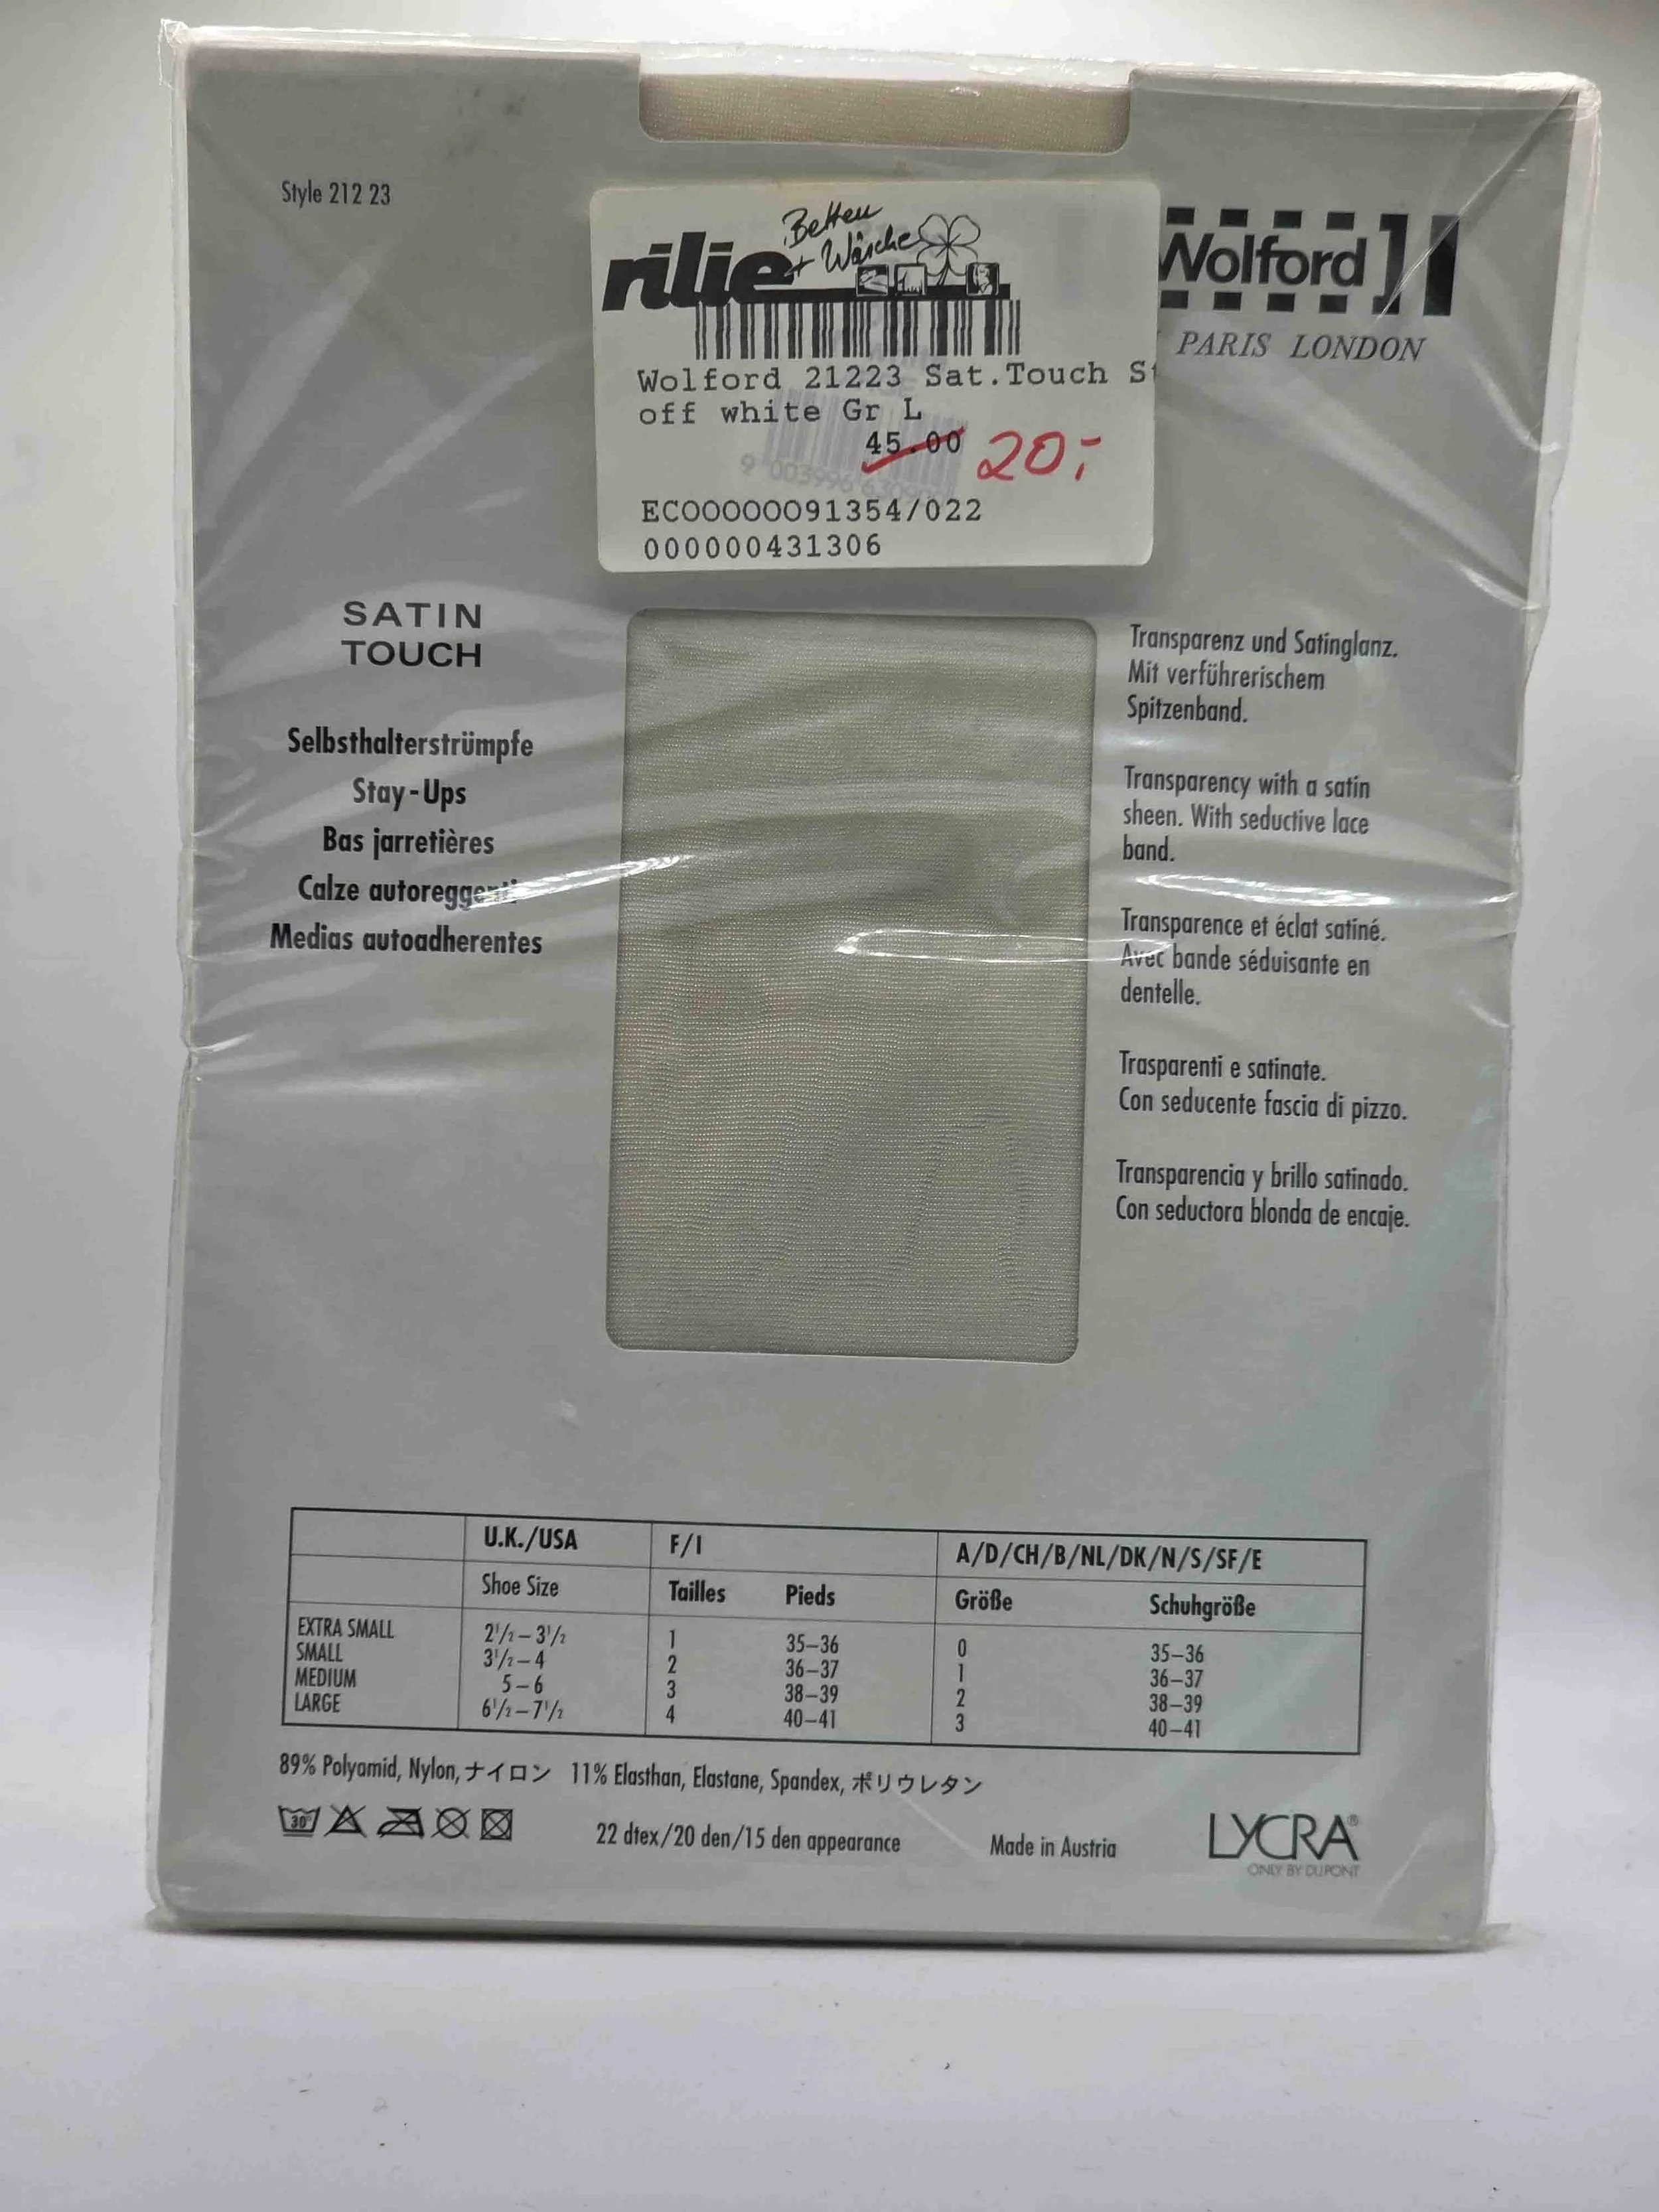 Style 212 23
rilie
Betten
+ Wäsche
Wolford
PARIS LONDON
Wolford 21223 Sat.Touch St
off white Gr L
45.00 20,-
EC00000091354/022
000000431306
SATIN
TOUCH
Selbsthalterstrümpfe
Stay-Ups
Bas jarretières
Calze autoreggenti
Medias autoadherentes
Transparenz und Satinglanz.
Mit verführerischem
Spitzenband.
Transparency with a satin
sheen. With seductive lace
band.
Transparence et éclat satiné.
Avec bande séduisante en
dentelle.
Trasparenti e satinate.
Con seducente fascia di pizzo.
Transparencia y brillo satinado.
Con seductora blonda de encaje.
U.K./USA F/I A/D/CH/B/NL/DK/N/S/SF/E
Shoe Size Tailles Pieds Größe Schuhgröße
EXTRA SMALL 2½–3½ 1 35–36 0 35–36
SMALL 3½–4 2 36–37 1 36–37
MEDIUM 5–6 3 38–39 2 38–39
LARGE 6½–7½ 4 40–41 3 40–41
89% Polyamid, Nylon, ナイロン 11% Elasthan, Elastane, Spandex, ポリウレタン
30°
22 dtex/20 den/15 den appearance
Made in Austria
LYCRA®
ONLY BY DUPONT